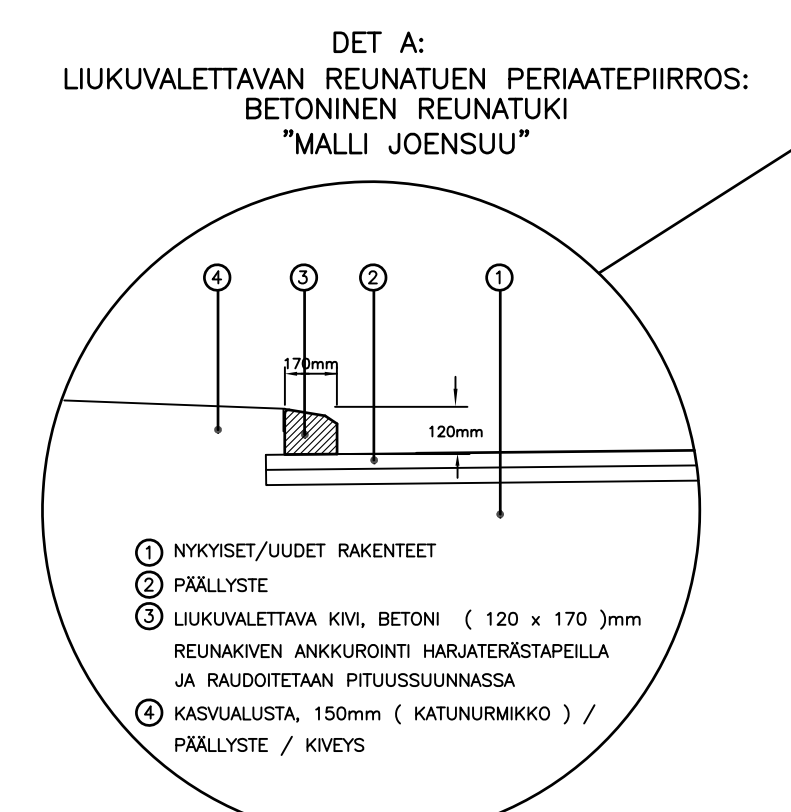 DET A:
LIUKUVALETTAVAN REUNATUEN PERIAATEPIIRROS:
BETONINEN REUNATUKI
"MALLI JOENSUU"
4 3 2 1
170mm
120mm
1 NYKYISET/UUDET RAKENTEET
2 PÄÄLLYSTE
3 LIUKUVALETTAVA KIVI, BETONI ( 120 x 170 )mm
REUNAKIVEN ANKKUROINTI HARJATERÄSTAPEILLA
JA RAUDOITETAAN PITUUSSUUNNASSA
4 KASVUALUSTA, 150mm ( KATUNURMIKKO ) /
PÄÄLLYSTE / KIVEYS